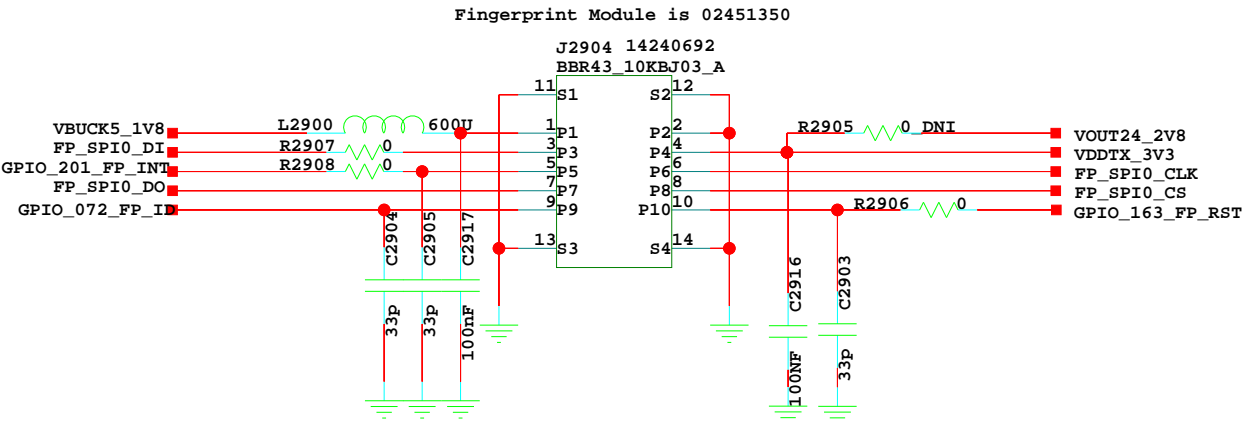 Fingerprint Module is 02451350
J2904 14240692
BBR43_10KBJ03_A
11 S1 S2 12
VBUCK5_1V8 L2900 600U 1 P1 P2 2 R2905 0 DNI VOUT24_2V8
FP_SPI0_DI R2907 0 3 P3 P4 4 VDDTX_3V3
GPIO_201_FP_INT R2908 0 5 P5 P6 6 FP_SPI0_CLK
FP_SPI0_DO 7 P7 P8 8 FP_SPI0_CS
GPIO_072_FP_ID 9 P9 P10 10 R2906 0 GPIO_163_FP_RST
13 S3 S4 14
C2904
C2905
C2917
33p
33p
100nF
C2916
C2903
100NF
33p